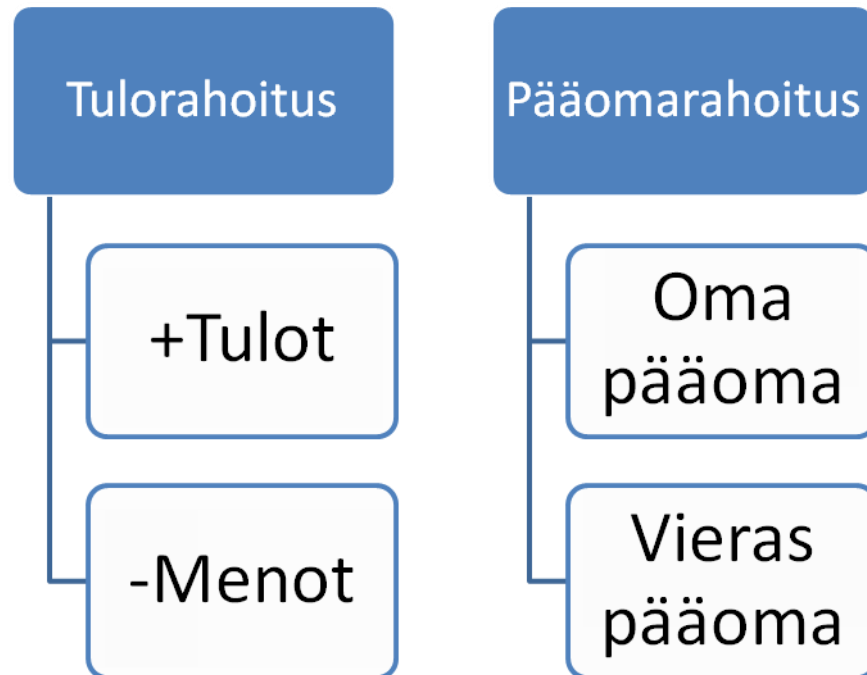 Tulorahoitus
+Tulot
-Menot
Pääomarahoitus
Oma
pääoma
Vieras
pääoma